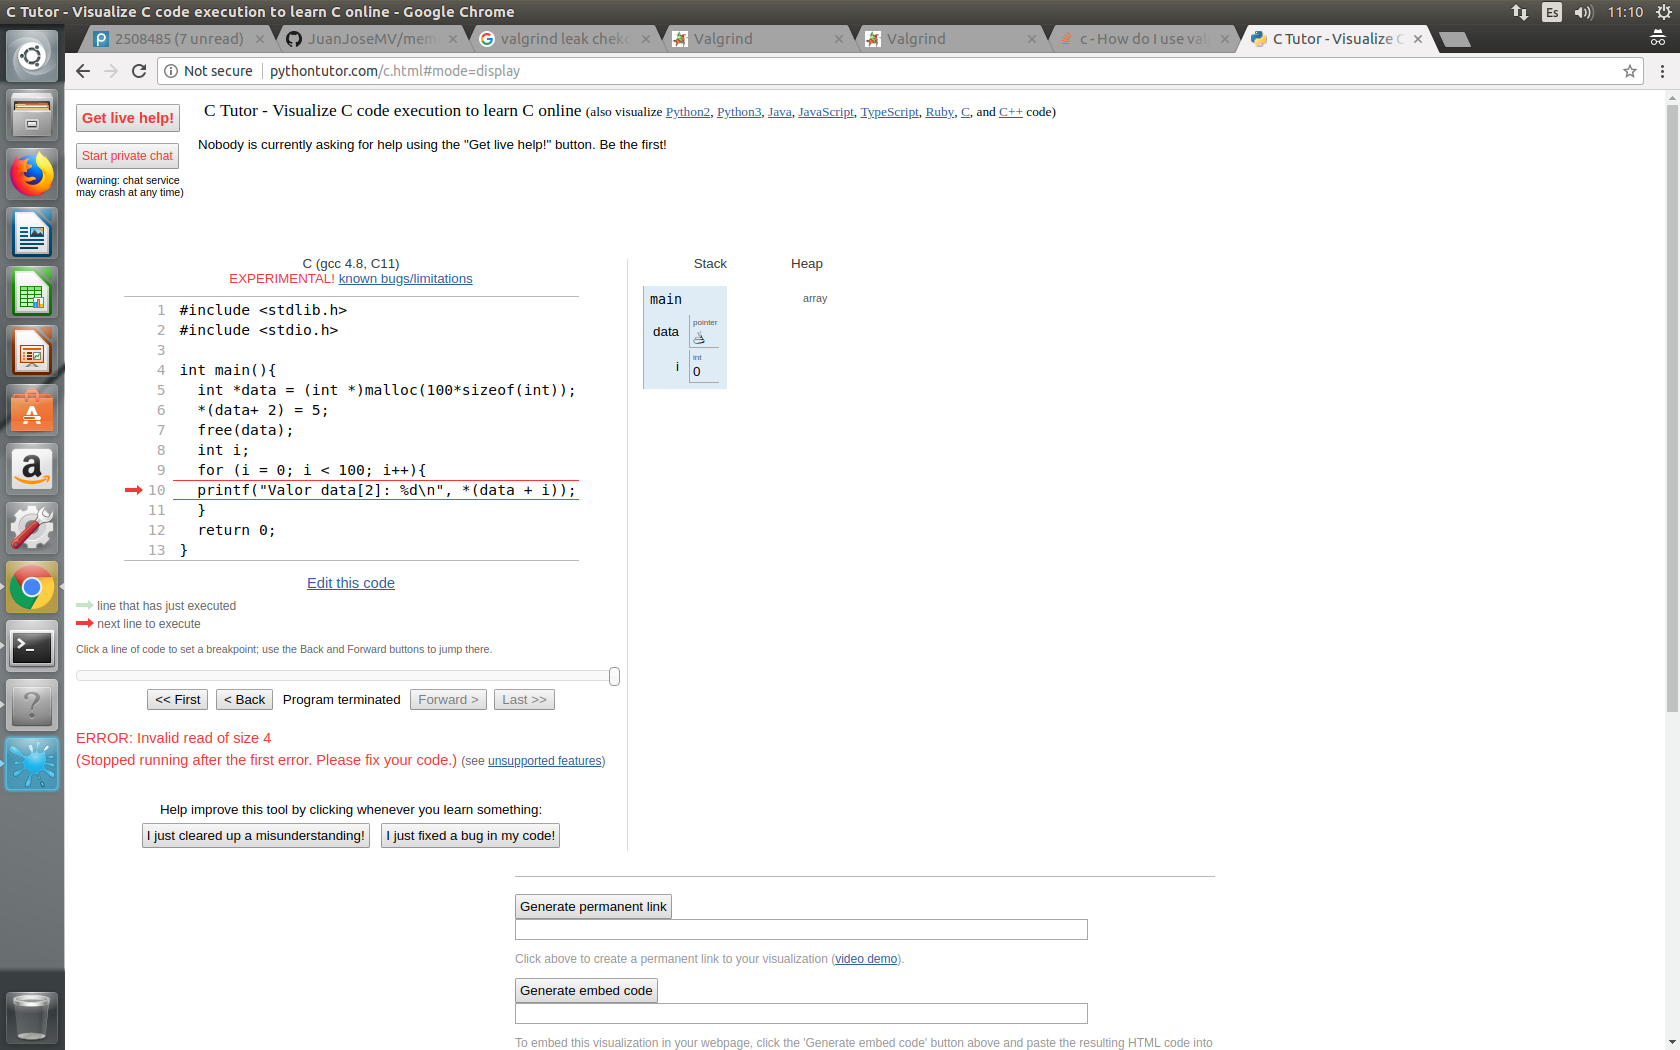 C Tutor - Visualize C code execution to learn C online - Google Chrome
Es
11:10
2508485 (7 unread)
JuanJoseMV/mem
valgrind leak chek
Valgrind
Valgrind
c - How do I use val
C Tutor - Visualize C
Not secure
pythontutor.com/c.html#mode=display
Get live help!
C Tutor - Visualize C code execution to learn C online (also visualize Python2, Python3, Java, JavaScript, TypeScript, Ruby, C, and C++ code)
Start private chat
Nobody is currently asking for help using the "Get live help!" button. Be the first!
(warning: chat service
may crash at any time)
C (gcc 4.8, C11)
EXPERIMENTAL! known bugs/limitations
1 #include <stdlib.h>
2 #include <stdio.h>
3
4 int main(){
5 int *data = (int *)malloc(100*sizeof(int));
6 *(data+ 2) = 5;
7 free(data);
8 int i;
9 for (i = 0; i < 100; i++){
10 printf("Valor data[2]: %d\n", *(data + i));
11 }
12 return 0;
13 }
Edit this code
line that has just executed
next line to execute
Click a line of code to set a breakpoint; use the Back and Forward buttons to jump there.
<< First
< Back
Program terminated
Forward >
Last >>
ERROR: Invalid read of size 4
(Stopped running after the first error. Please fix your code.) (see unsupported features)
Help improve this tool by clicking whenever you learn something:
I just cleared up a misunderstanding!
I just fixed a bug in my code!
Stack
Heap
main
array
data
pointer
i
int
0
Generate permanent link
Click above to create a permanent link to your visualization (video demo).
Generate embed code
To embed this visualization in your webpage, click the 'Generate embed code' button above and paste the resulting HTML code into